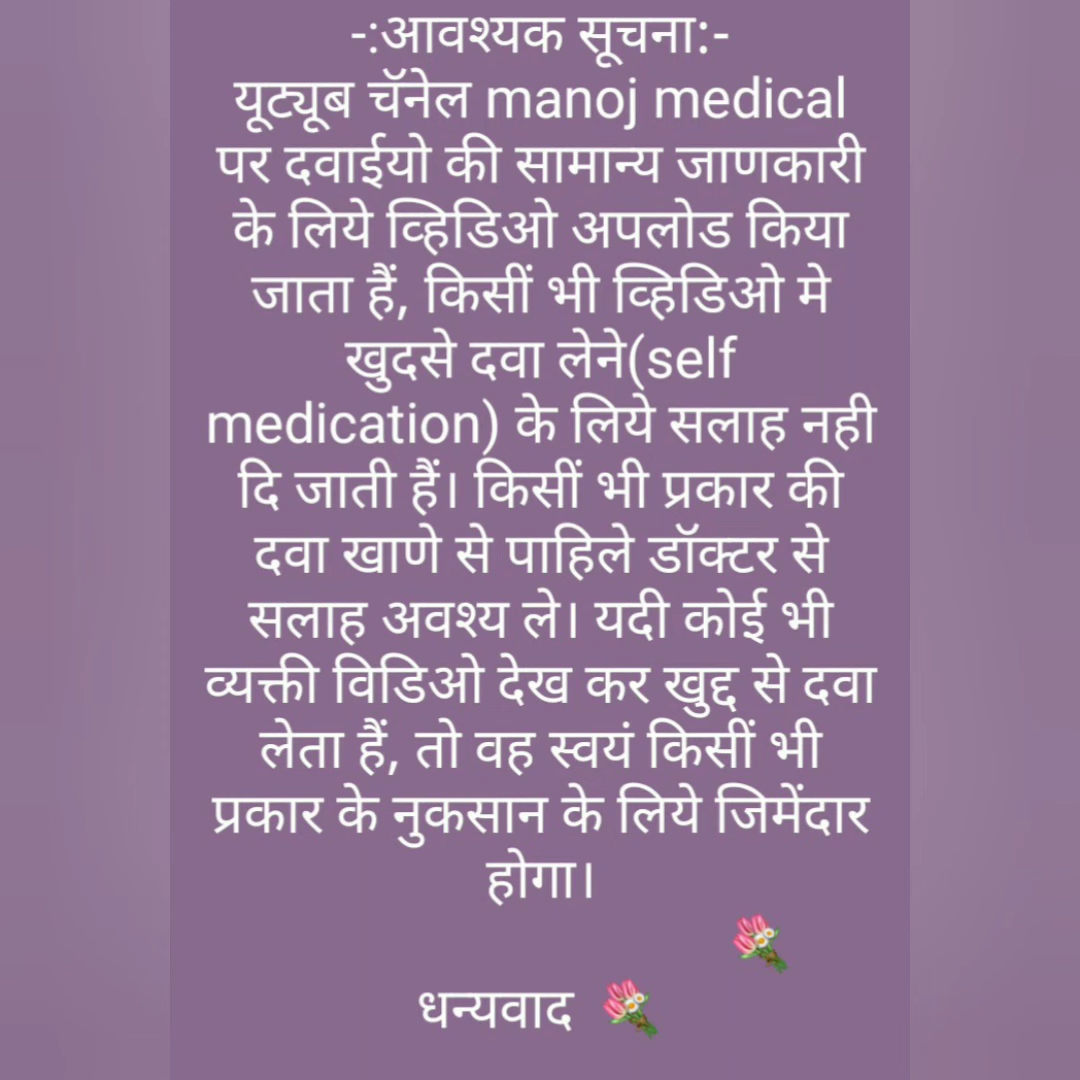 -:आवश्यक सूचना:-
यूट्यूब चॅनेल manoj medical
पर दवाईयो की सामान्य जाणकारी
के लिये व्हिडिओ अपलोड किया
जाता हैं, किसीं भी व्हिडिओ मे
खुदसे दवा लेने(self
medication) के लिये सलाह नही
दि जाती हैं। किसीं भी प्रकार की
दवा खाणे से पाहिले डॉक्टर से
सलाह अवश्य ले। यदी कोई भी
व्यक्ती विडिओ देख कर खुद्द से दवा
लेता हैं, तो वह स्वयं किसीं भी
प्रकार के नुकसान के लिये जिमेंदार
होगा।
धन्यवाद